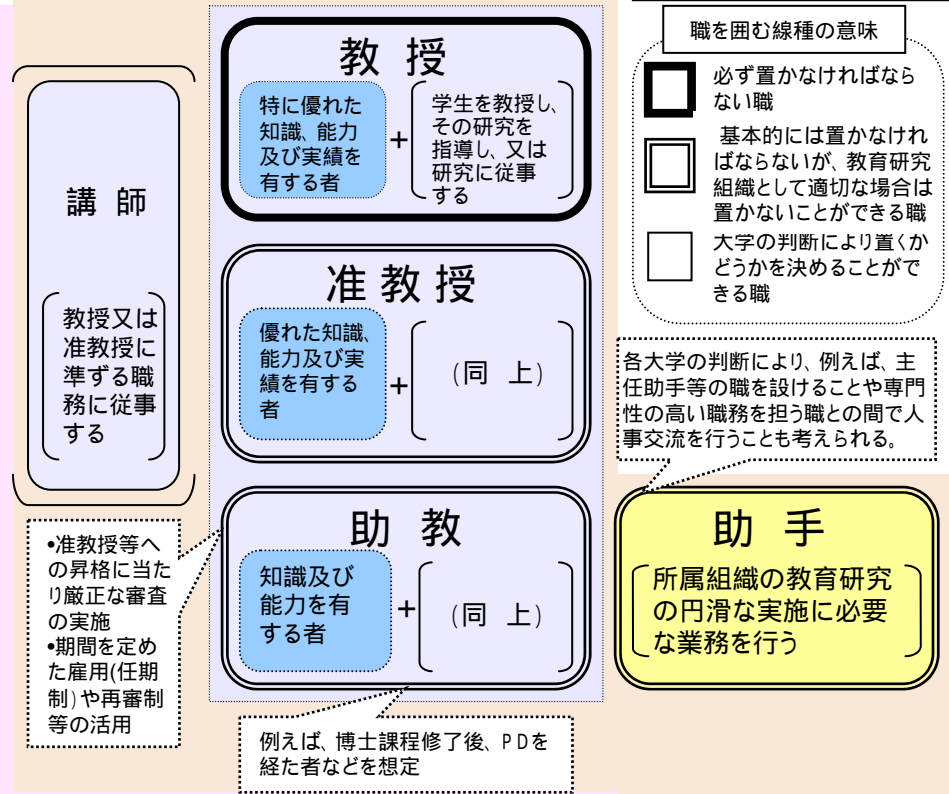 教 授
特に優れた
知識、能力
及び実績を
有する者
+
学生を教授し、
その研究を
指導し、又は
研究に従事
する
講 師
教授又は
准教授に
準ずる職
務に従事
する
准 教 授
優れた知識、
能力及び実
績を有する
者
+
(同 上)
助 教
知識及び
能力を有
する者
+
(同 上)
•准教授等へ
の昇格に当た
り厳正な審査
の実施
•期間を定め
た雇用(任期
制)や再審制
等の活用
例えば、博士課程修了後、PDを
経た者などを想定
職を囲む線種の意味
必ず置かなければなら
ない職
基本的には置かなけれ
ばならないが、教育研究
組織として適切な場合は
置かないことができる職
大学の判断により置くか
どうかを決めることがで
きる職
各大学の判断により、例えば、主
任助手等の職を設けることや専門
性の高い職務を担う職との間で人
事交流を行うことも考えられる。
助 手
所属組織の教育研究
の円滑な実施に必要
な業務を行う